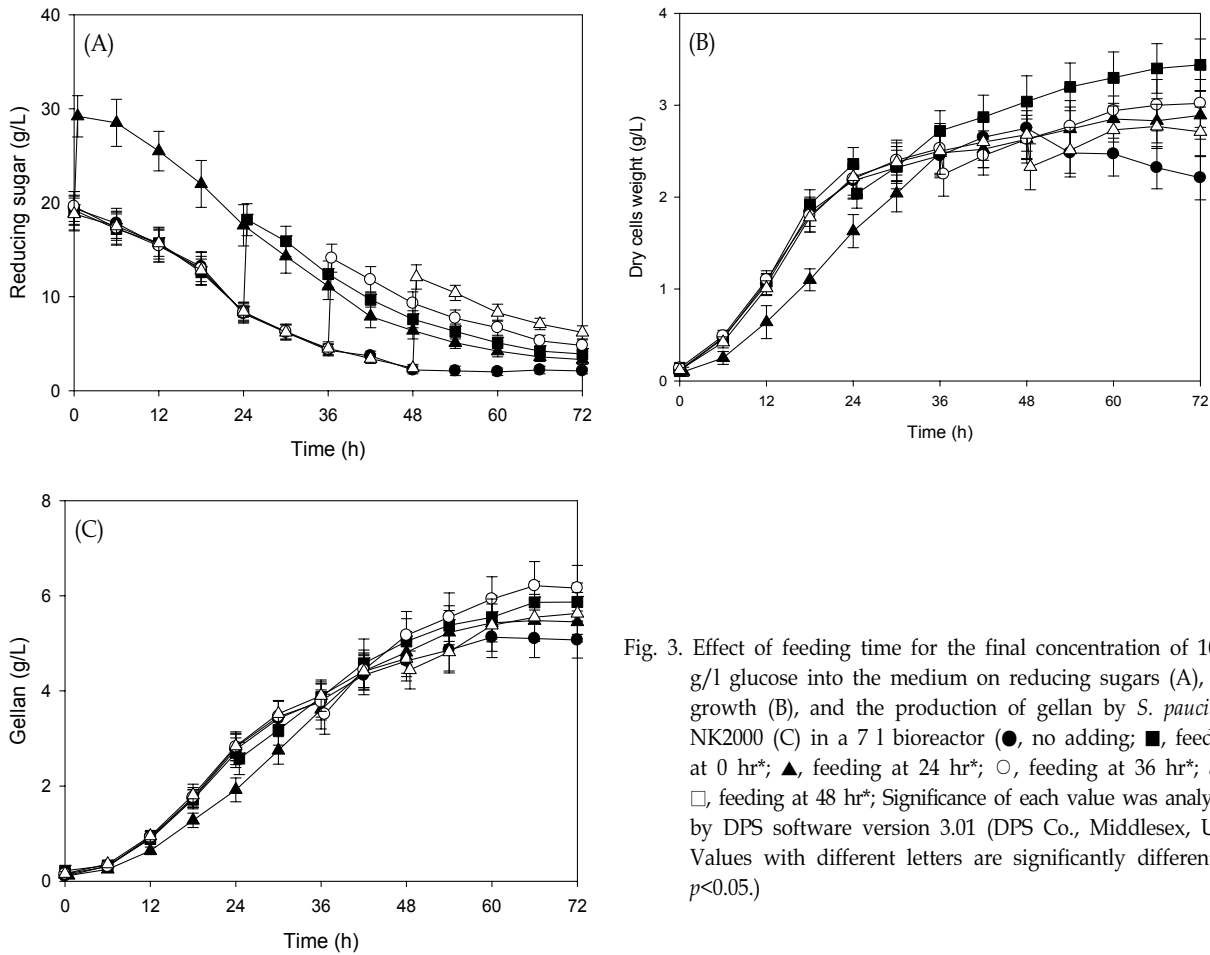 (A)
40
30
20
10
0
Reducing sugar (g/L)
0 12 24 36 48 60 72
Time (h)
(B)
4
3
2
1
0
Dry cells weight (g/L)
0 12 24 36 48 60 72
Time (h)
(C)
8
6
4
2
0
Gellan (g/L)
0 12 24 36 48 60 72
Time (h)
Fig. 3. Effect of feeding time for the final concentration of
g/l glucose into the medium on reducing sugars (A),
growth (B), and the production of gellan by S.
NK2000 (C) in a 7 l bioreactor (●, no adding; ■,
at 0 hr*; ▲, feeding at 24 hr*; ○, feeding at 36 hr*;
□, feeding at 48 hr*; Significance of each value was
by DPS software version 3.01 (DPS Co., Middlesex,
Values with different letters are significantly
p<0.05.)